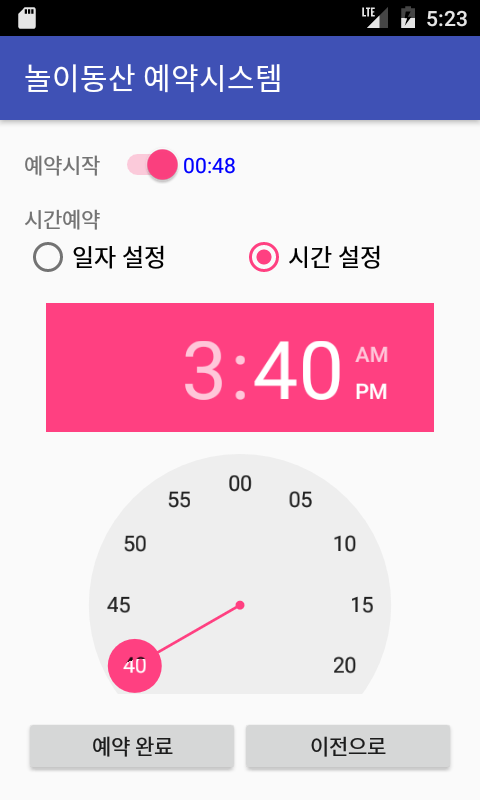 LTE 5:23
놀이동산 예약시스템
예약시작 00:48
시간예약
일자 설정 시간 설정
3:40 AM
PM
00
55 05
50 10
45 15
40 20
예약 완료 이전으로